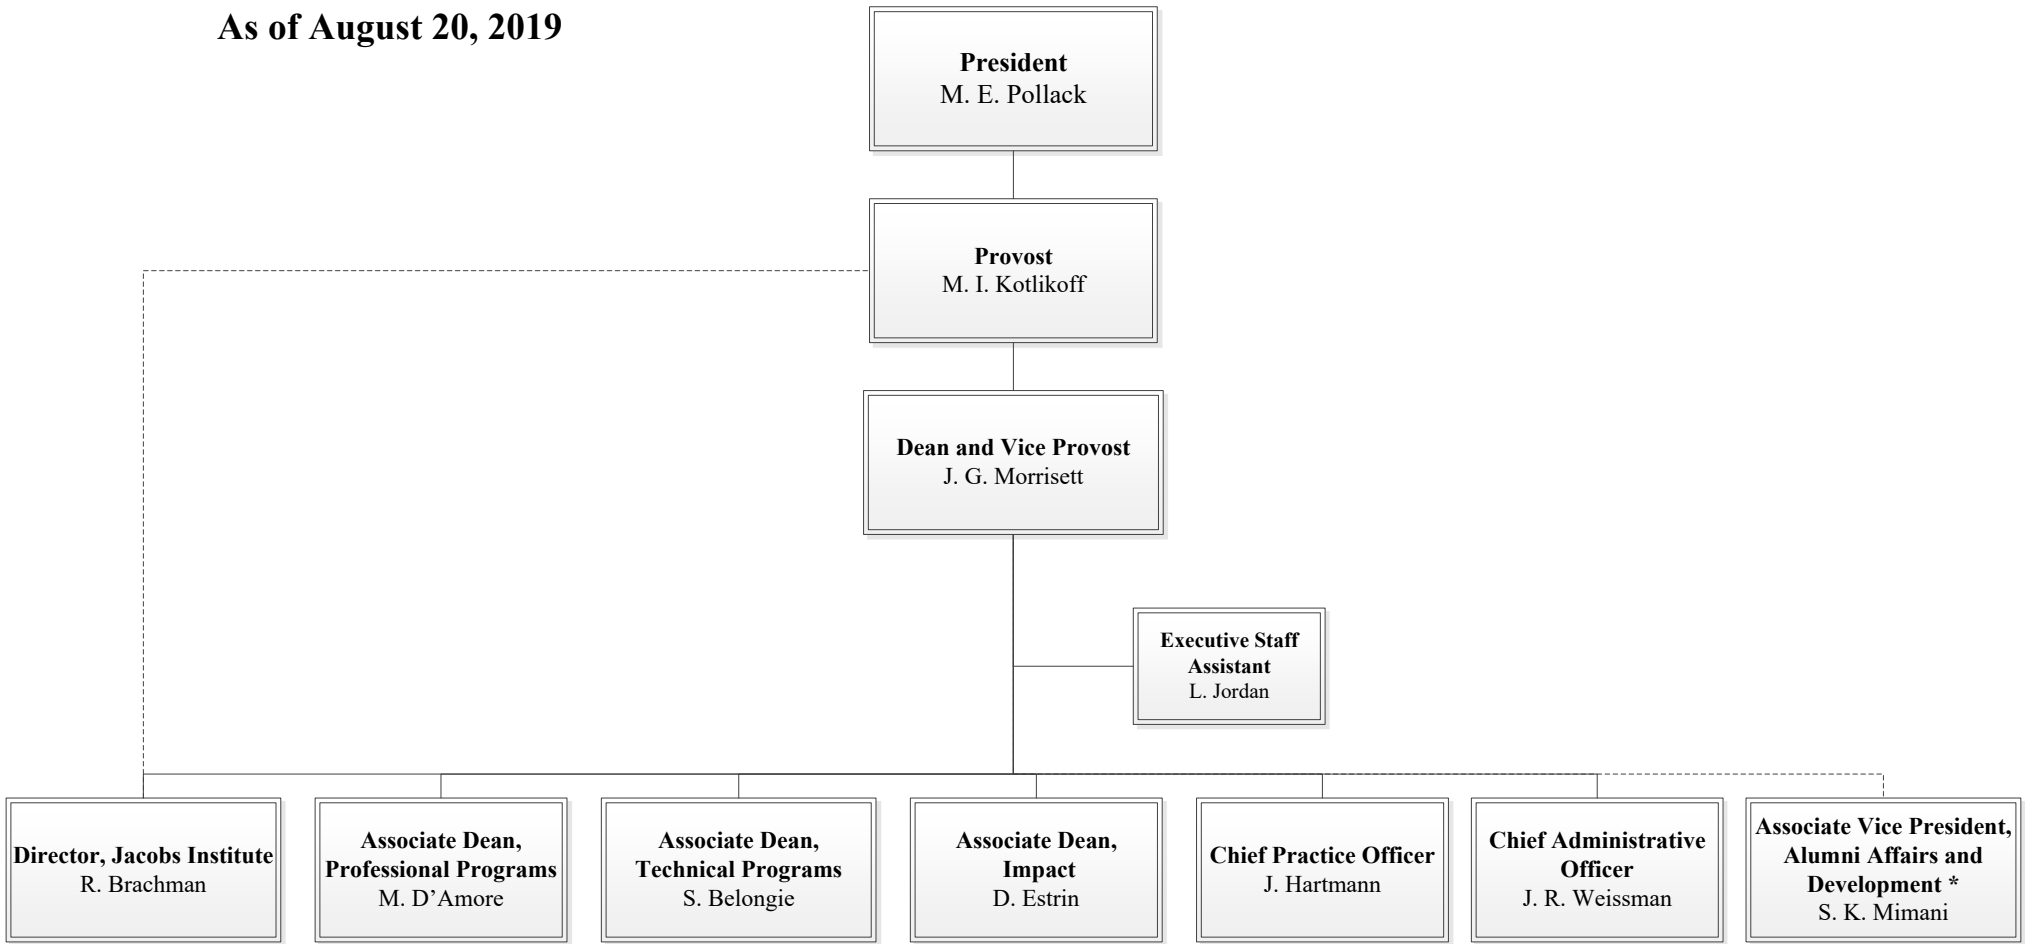 As of August 20, 2019
President
M. E. Pollack
Provost
M. I. Kotlikoff
Dean and Vice Provost
J. G. Morrisett
Executive Staff
Assistant
L. Jordan
Director, Jacobs Institute
R. Brachman
Associate Dean,
Professional Programs
M. D’Amore
Associate Dean,
Technical Programs
S. Belongie
Associate Dean,
Impact
D. Estrin
Chief Practice Officer
J. Hartmann
Chief Administrative
Officer
J. R. Weissman
Associate Vice President,
Alumni Affairs and
Development *
S. K. Mimani